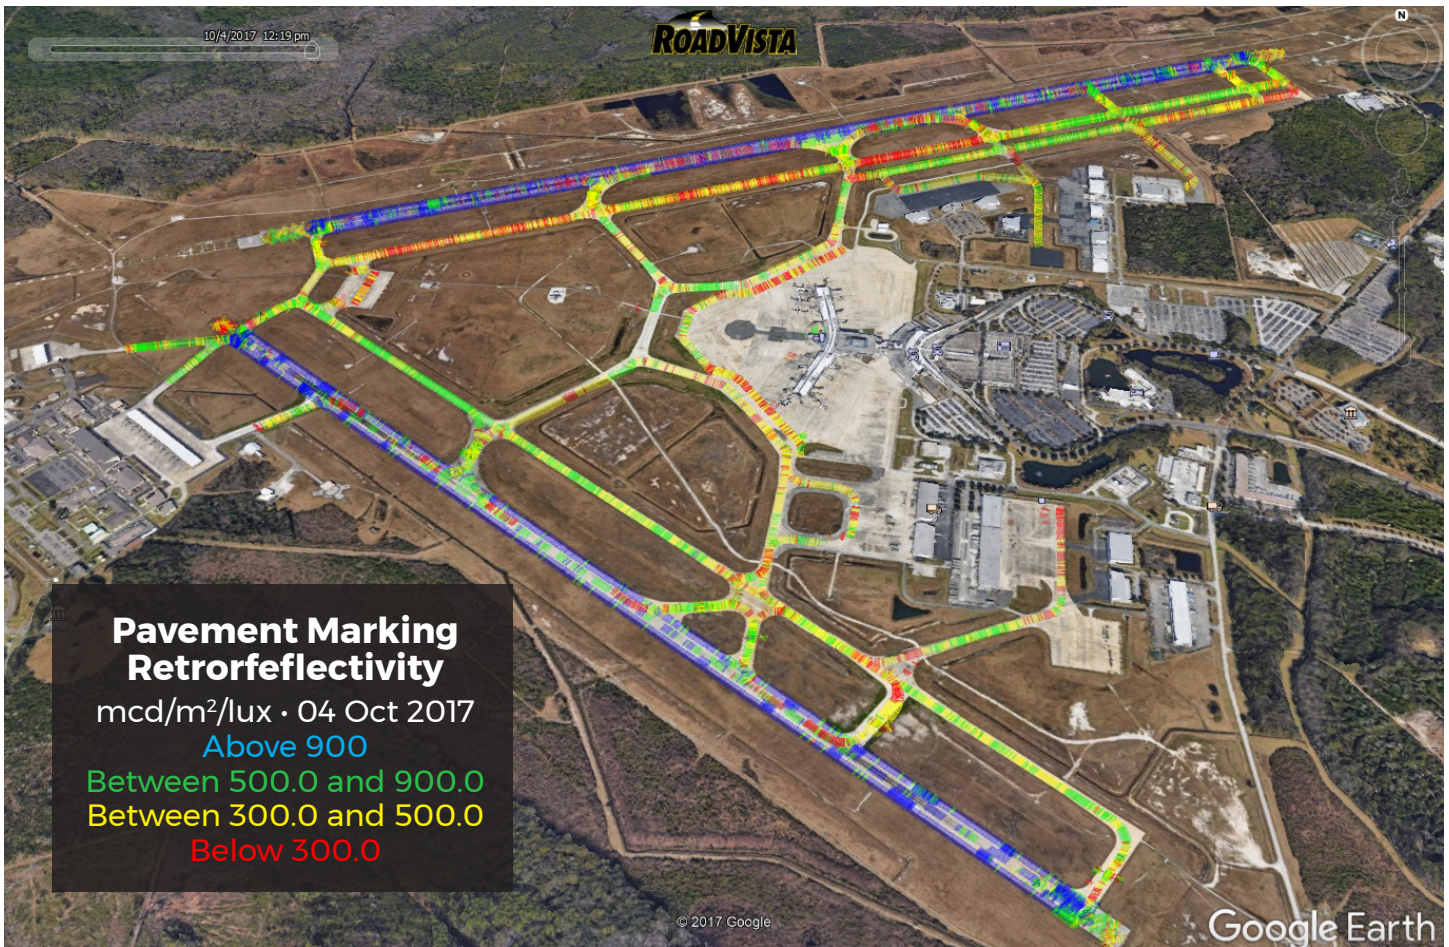 10/4/2017 12:19 pm
ROADVISTA
N
Pavement Marking
Retrorfeflectivity
mcd/m²/lux • 04 Oct 2017
Above 900
Between 500.0 and 900.0
Between 300.0 and 500.0
Below 300.0
© 2017 Google
Google Earth